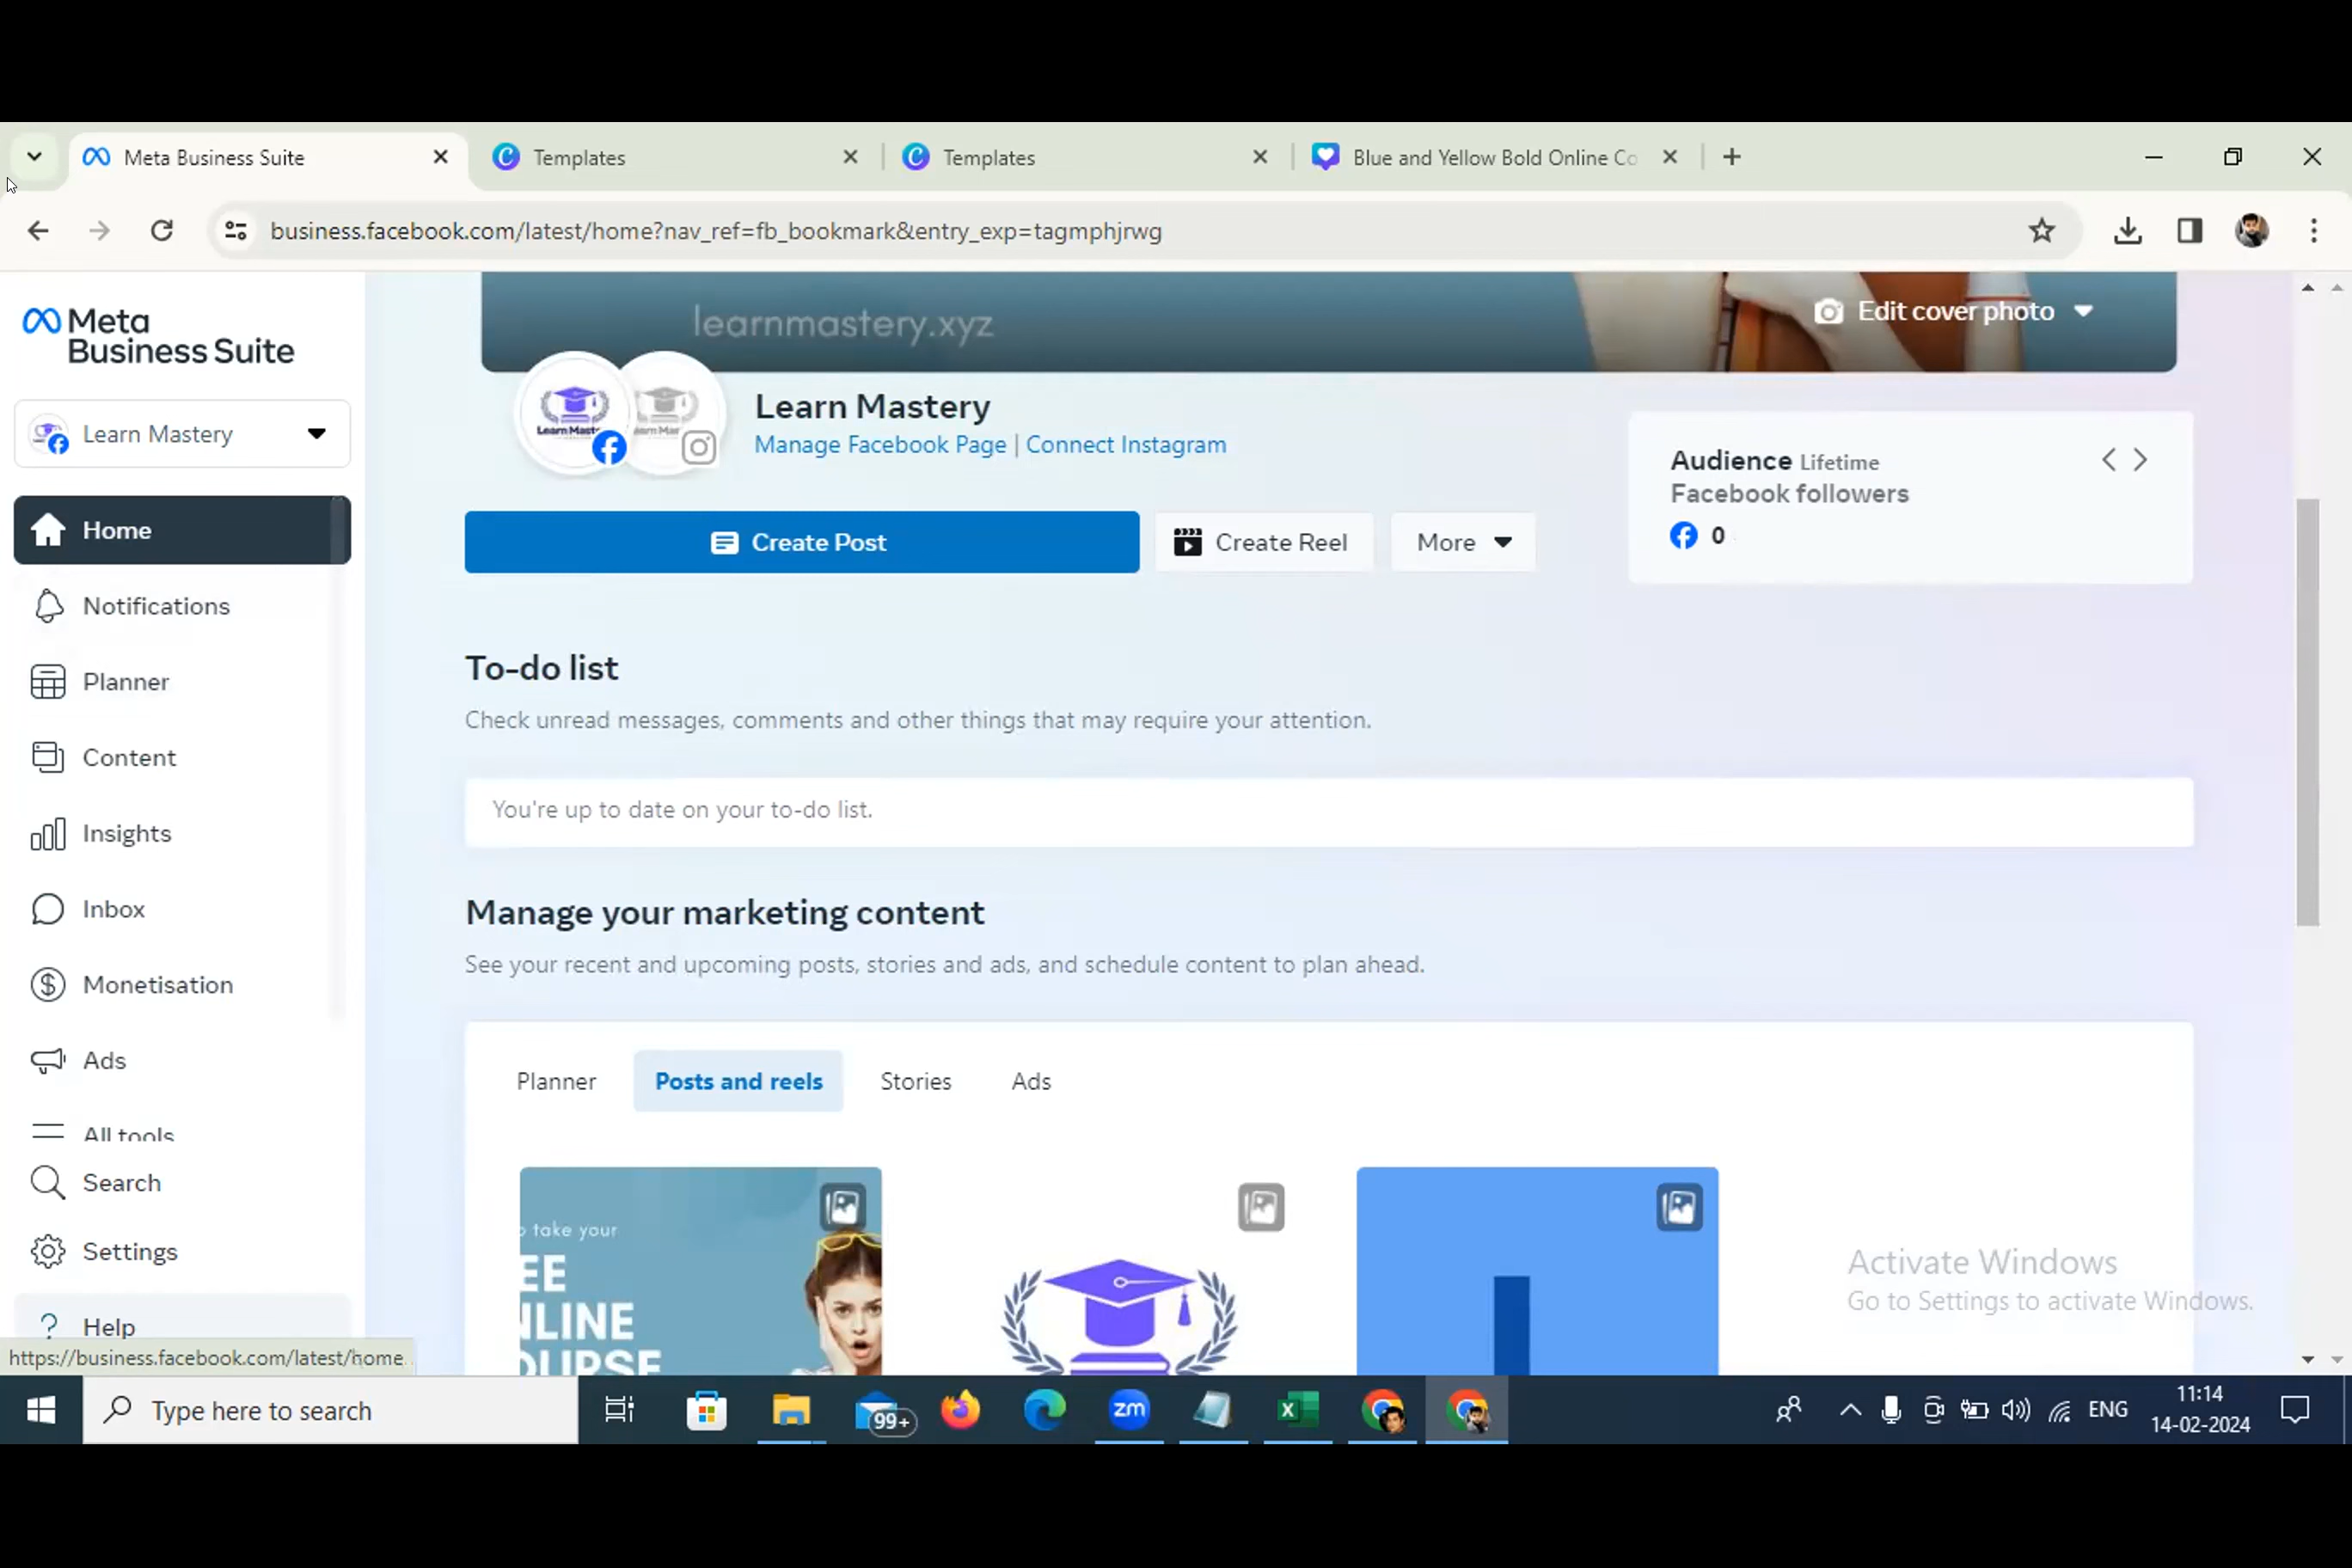 Meta Business Suite
Templates
Templates
Blue and Yellow Bold Online Co
business.facebook.com/latest/home?nav_ref=fb_bookmark&entry_exp=tagmphjrwg
Meta
Business Suite
Learn Mastery
Home
Notifications
Planner
Content
Insights
Inbox
Monetisation
Ads
All tools
Search
Settings
Help
https://business.facebook.com/latest/home
learnmastery.xyz
Edit cover photo
Learn Mastery
Manage Facebook Page | Connect Instagram
Create Post
Create Reel
More
Audience Lifetime
Facebook followers
0
To-do list
Check unread messages, comments and other things that may require your attention.
You're up to date on your to-do list.
Manage your marketing content
See your recent and upcoming posts, stories and ads, and schedule content to plan ahead.
Planner
Posts and reels
Stories
Ads
take your
EE
NLINE
OURSE
Activate Windows
Go to Settings to activate Windows.
Type here to search
99+
zm
ENG
11:14
14-02-2024